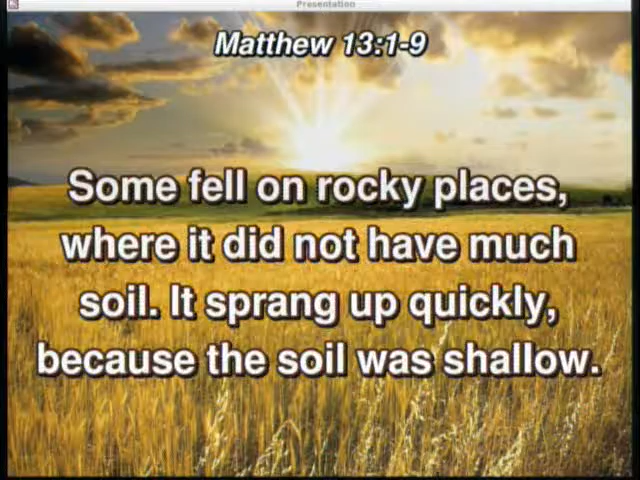 Presentation
Matthew 13:1-9
Some fell on rocky places,
where it did not have much
soil. It sprang up quickly,
because the soil was shallow.